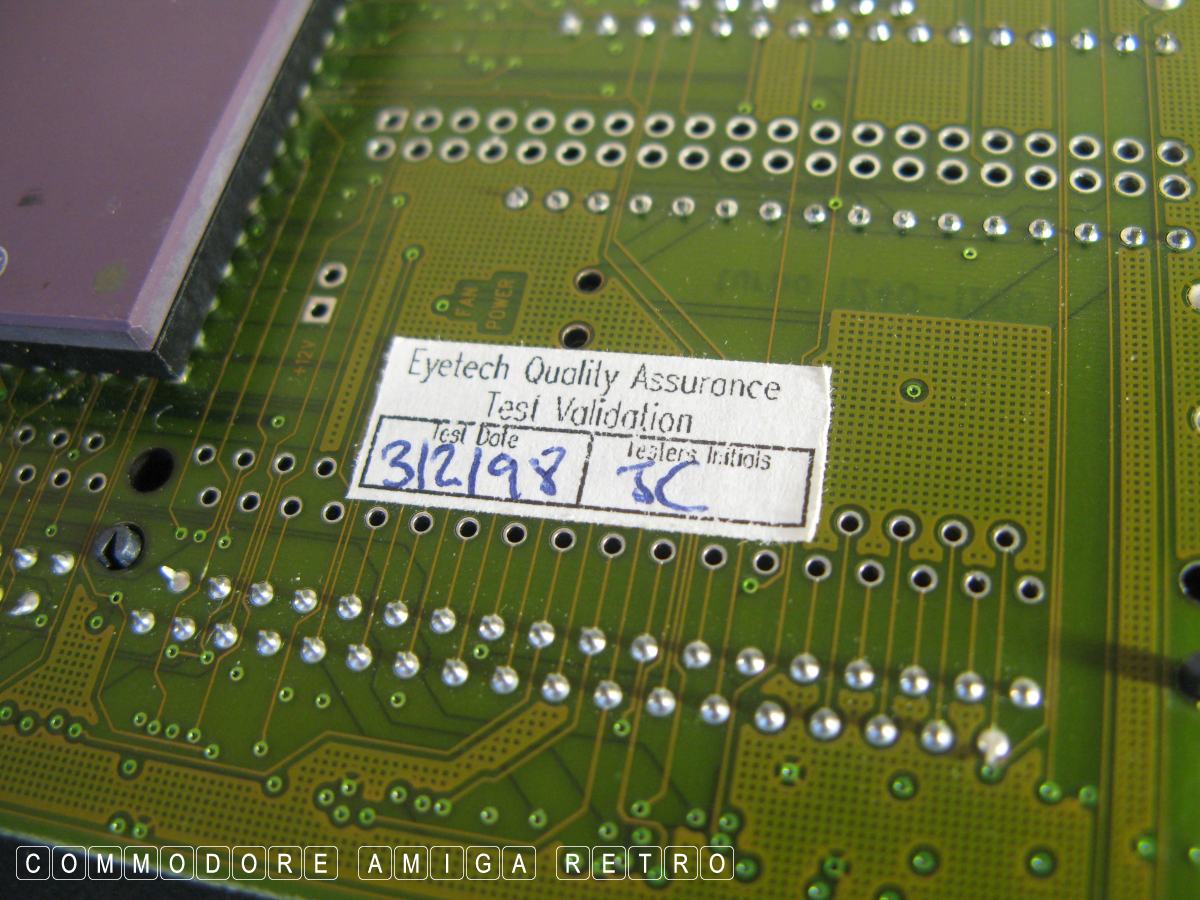 FAN
POWER
+12V
Eyetech Quality Assurance
Test Validation
Test Date
Testers Initials
3/2/98
JC
COMMODORE AMIGA RETRO